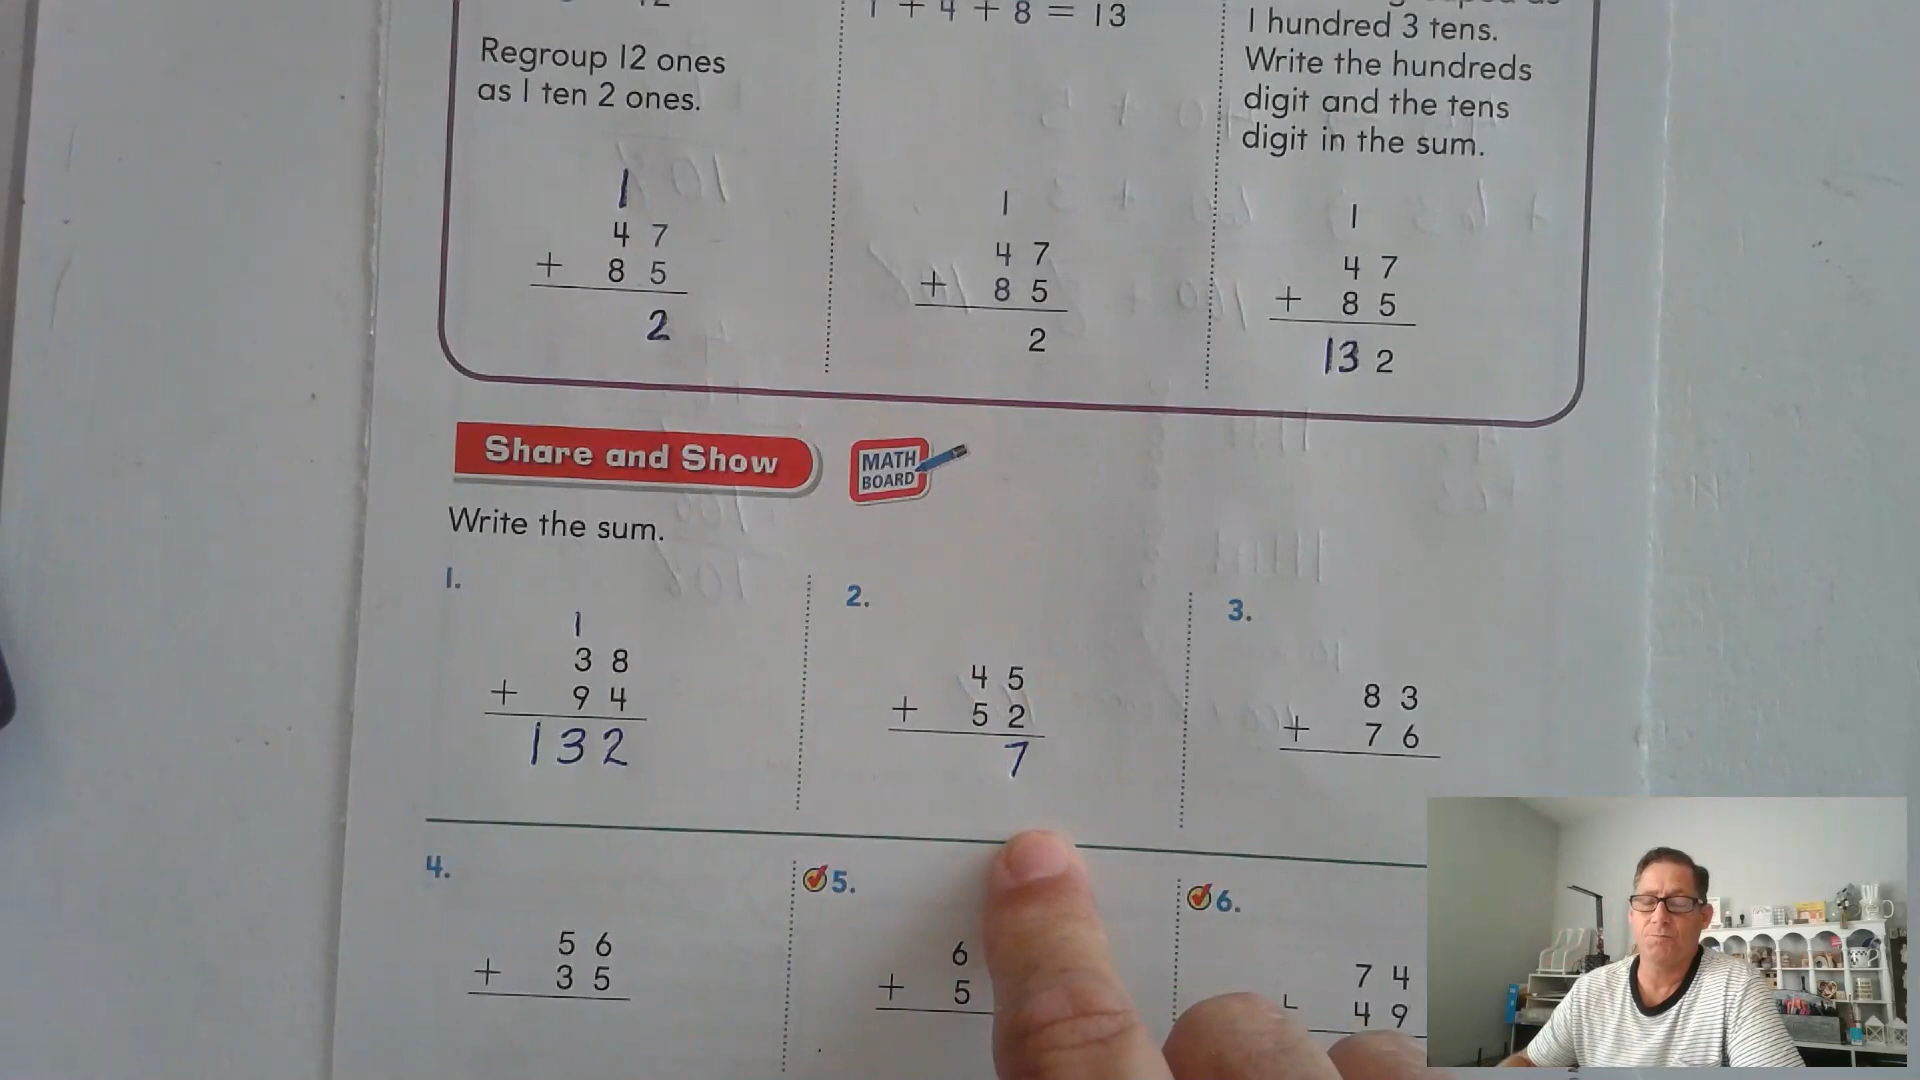 1 + 4 + 8 = 13
1 hundred 3 tens.
Regroup 12 ones
Write the hundreds
as 1 ten 2 ones.
digit and the tens
digit in the sum.
1
4 7
+ 8 5
2
1
4 7
+ 8 5
2
1
4 7
+ 8 5
132
Share and Show
MATH
BOARD
Write the sum.
1.
1
3 8
+ 9 4
132
2.
4 5
+ 5 2
7
3.
8 3
+ 7 6
4.
5 6
+ 3 5
5.
6
+ 5
6.
7 4
4 9